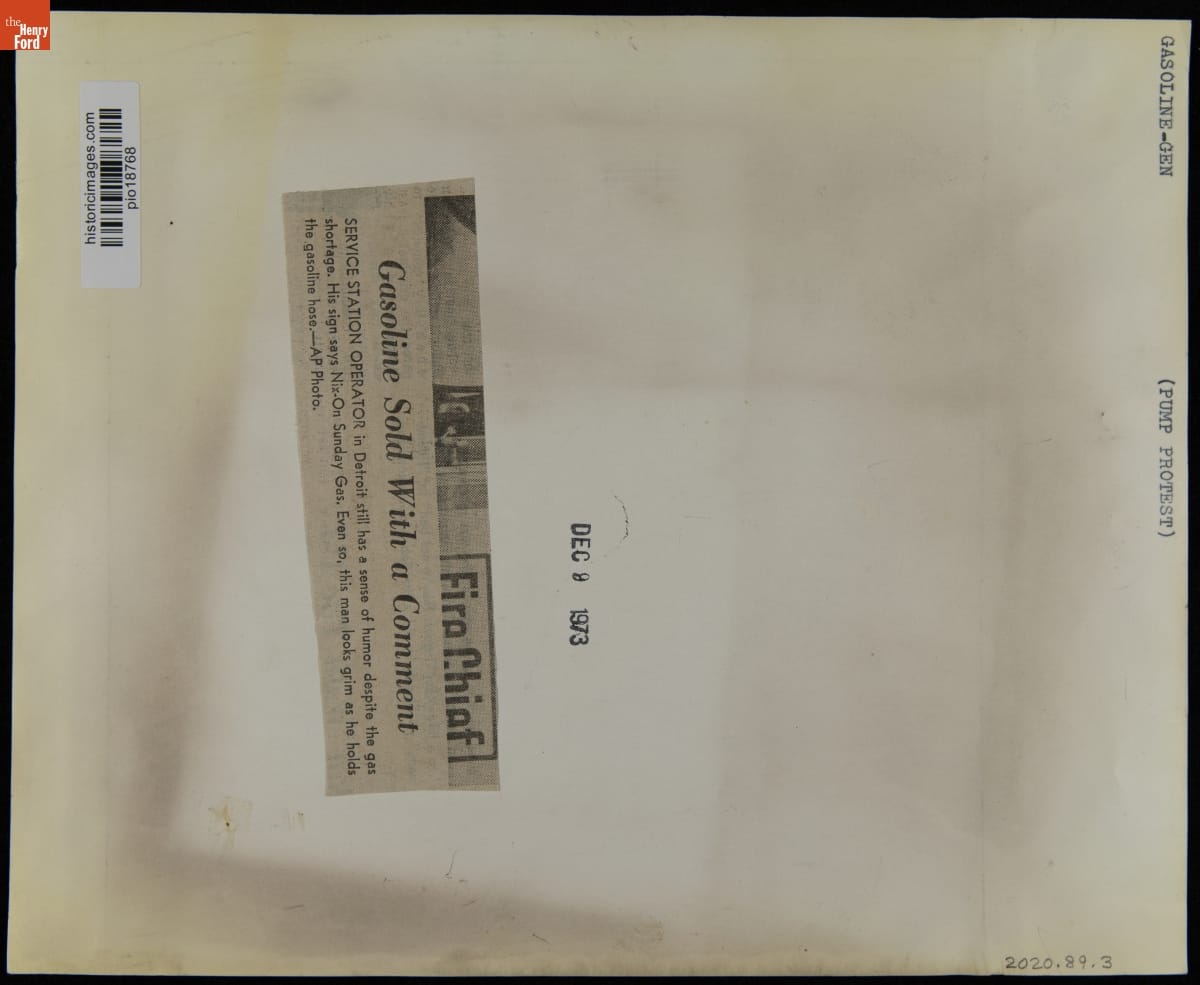 the
Henry
Ford
GASOLINE-GEN (PUMP PROTEST)
historicimages.com
pio18768
DEC 9 1973
Fire Chief
Gasoline Sold With a Comment
SERVICE STATION OPERATOR in Detroit still has a sense of humor despite the gas
shortage. His sign says Nix-On Sunday Gas. Even so, this man looks grim as he holds
the gasoline hose.—AP Photo.
2020.89.3